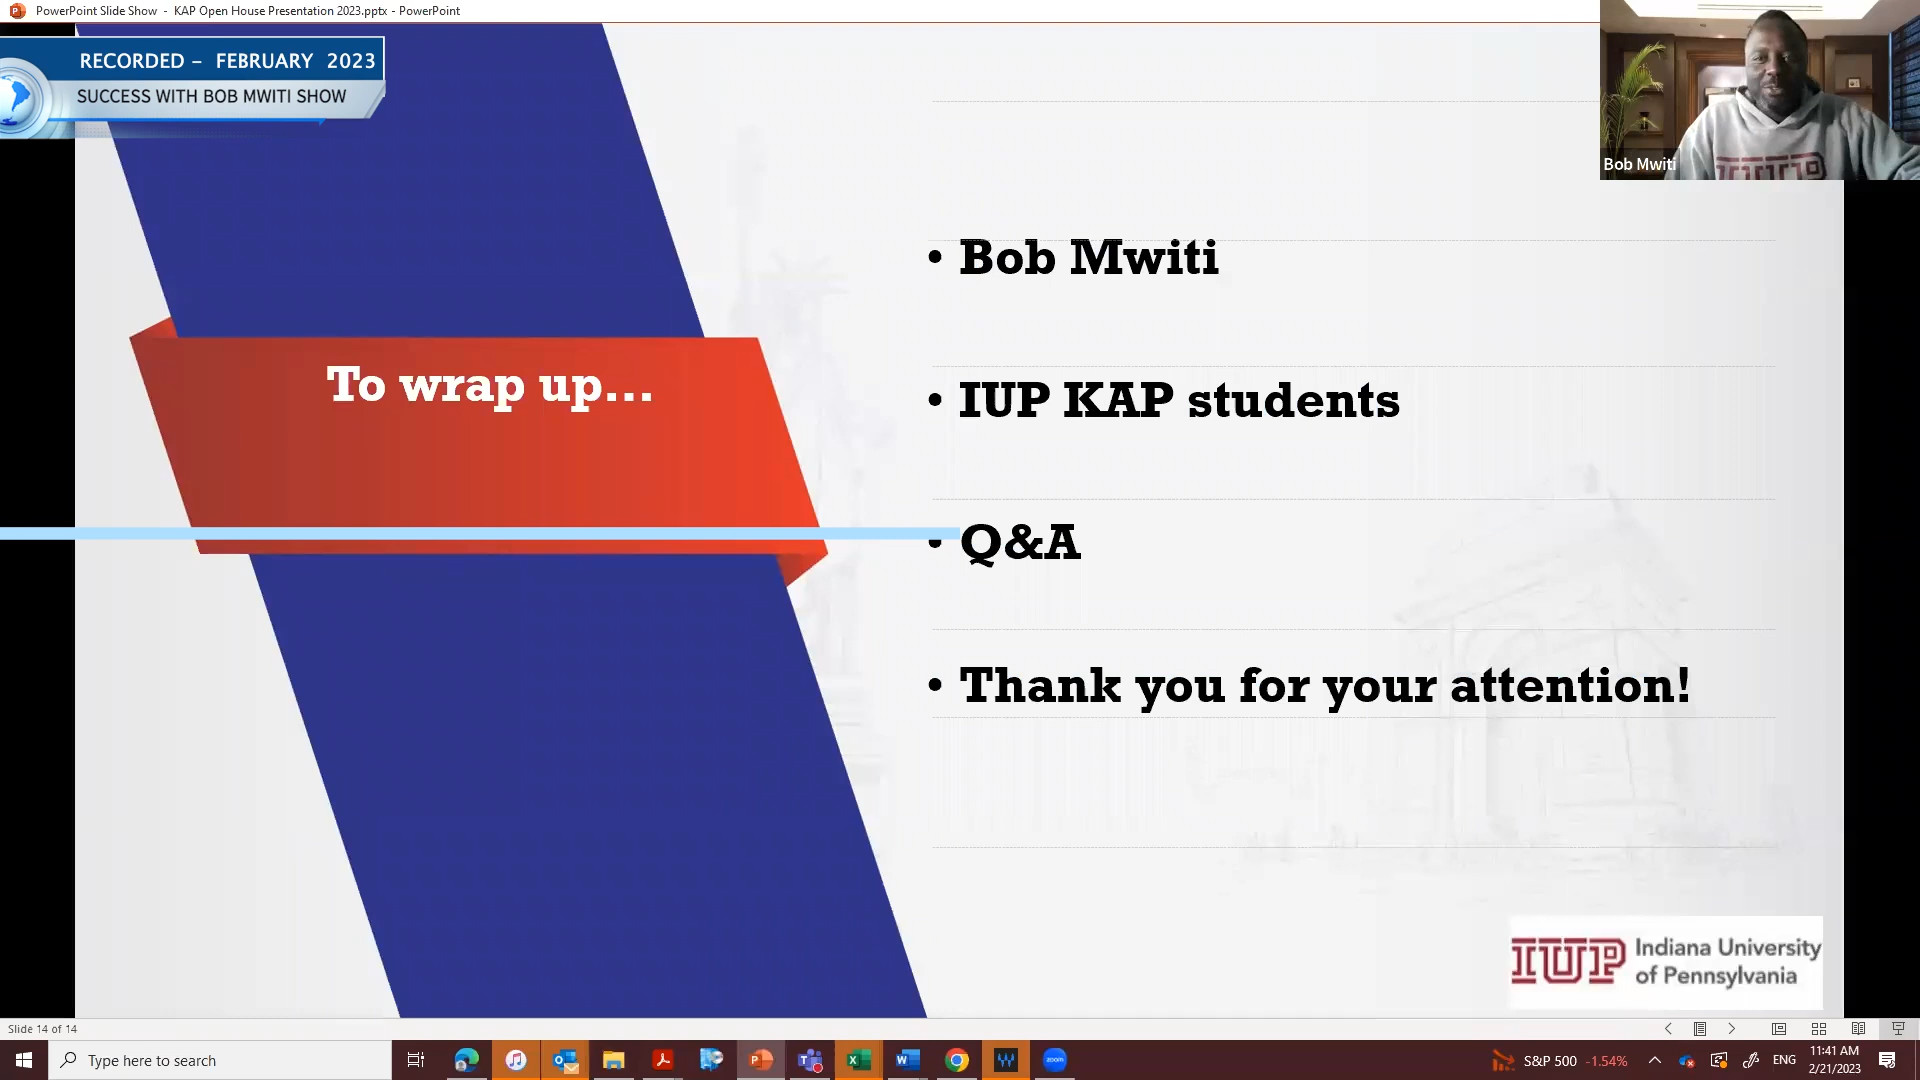 PowerPoint Slide Show - KAP Open House Presentation 2023.pptx - PowerPoint
RECORDED – FEBRUARY 2023
SUCCESS WITH BOB MWITI SHOW
Bob Mwiti
IUP
To wrap up...
• Bob Mwiti
• IUP KAP students
• Q&A
• Thank you for your attention!
IUP Indiana University
of Pennsylvania
Slide 14 of 14
Type here to search
zoom
S&P 500 -1.54%
ENG
11:41 AM
2/21/2023